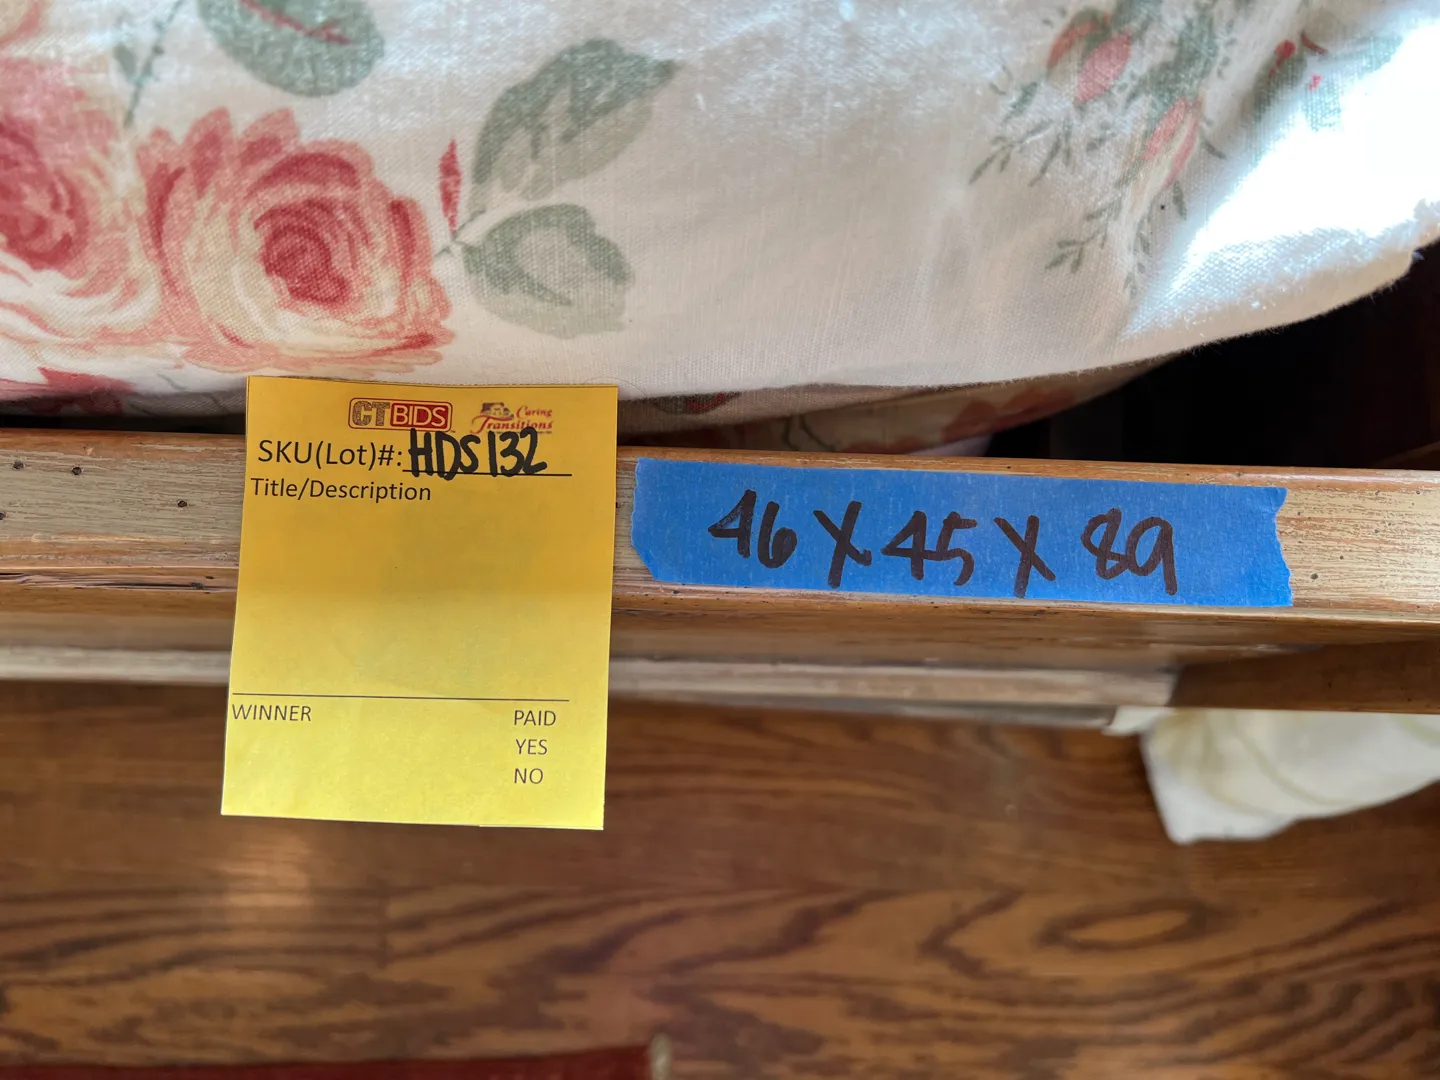 CTBIDS
Caring
Transitions
SKU(Lot)#: HDS132
Title/Description
WINNER PAID
YES
NO
46 X 45 X 89